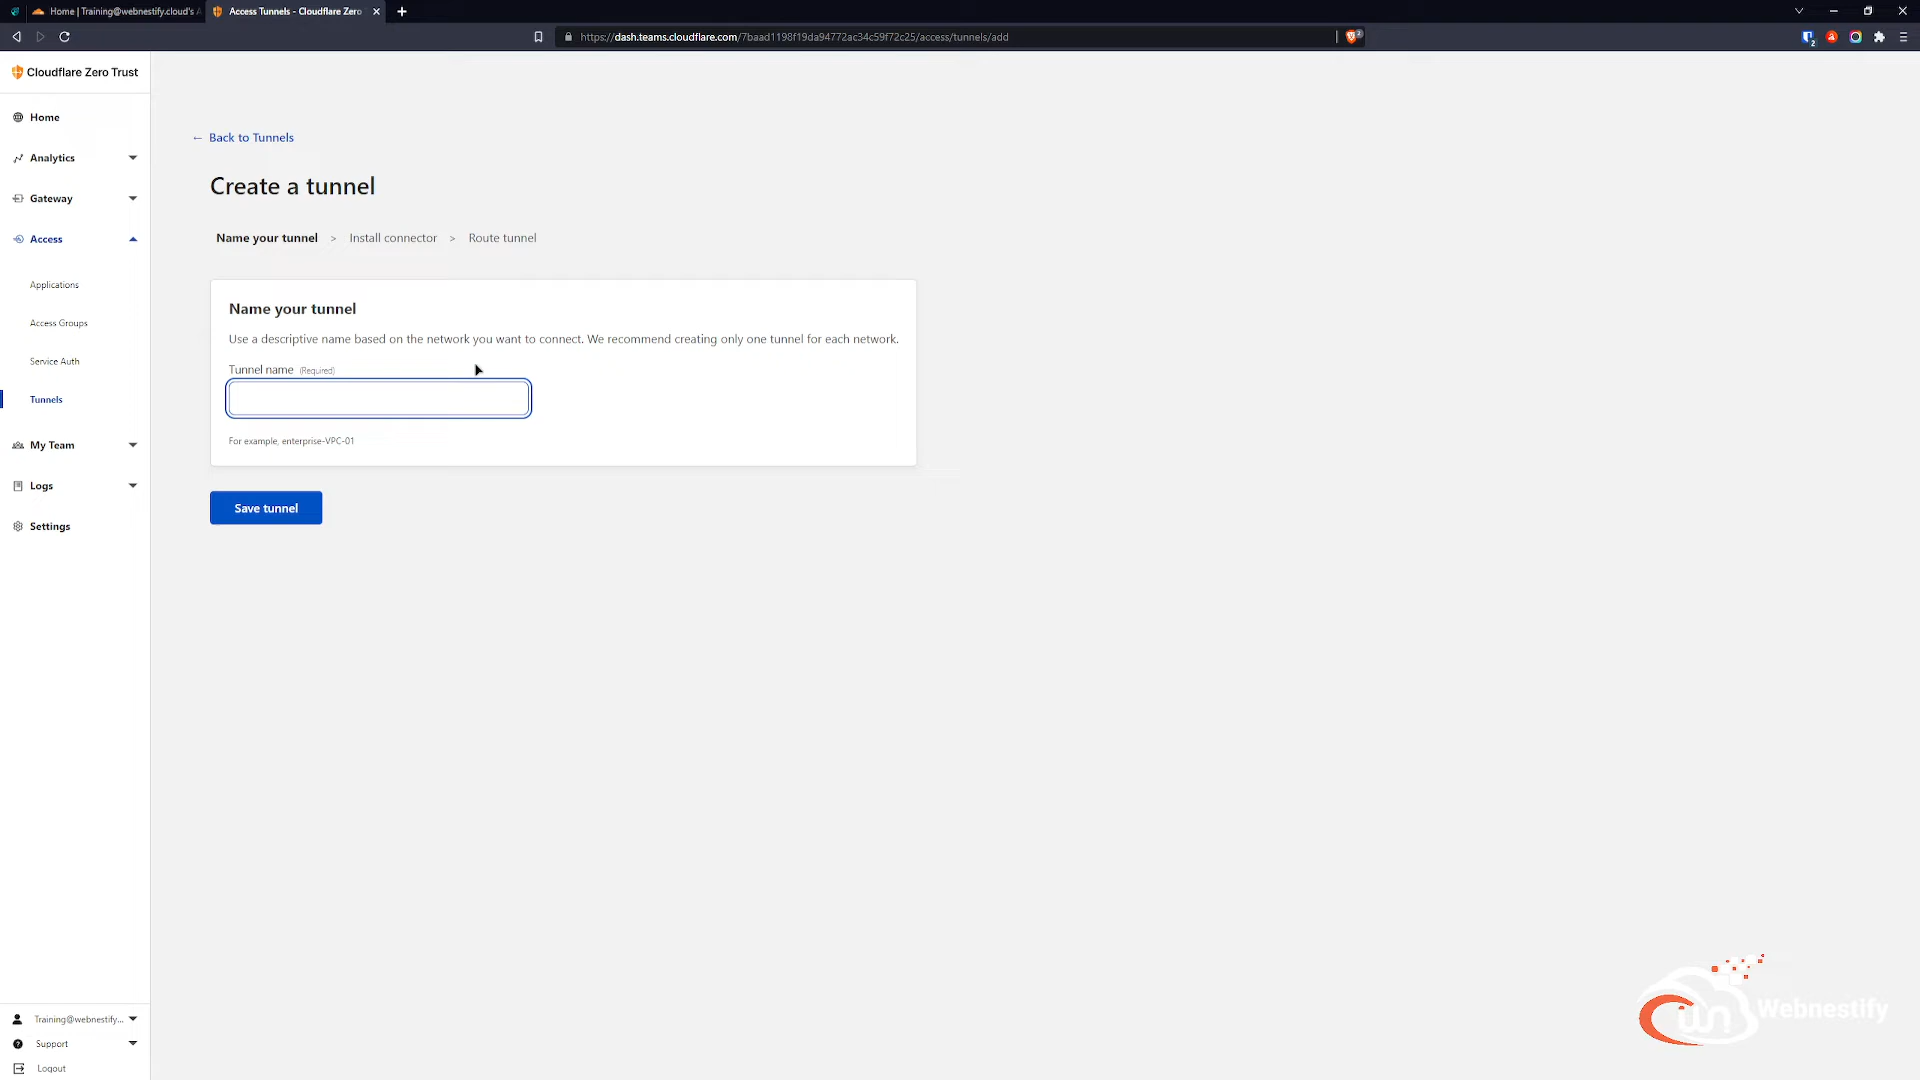 Home | Training@webnestify.cloud's A
Access Tunnels - Cloudflare Zero
https://dash.teams.cloudflare.com/7baad1198f19da94772ac34c59f72c25/access/tunnels/add
2
2
Cloudflare Zero Trust
Home
Analytics
Gateway
Access
Applications
Access Groups
Service Auth
Tunnels
My Team
Logs
Settings
Training@webnestify...
Support
Logout
← Back to Tunnels
Create a tunnel
Name your tunnel > Install connector > Route tunnel
Name your tunnel
Use a descriptive name based on the network you want to connect. We recommend creating only one tunnel for each network.
Tunnel name (Required)
For example, enterprise-VPC-01
Save tunnel
wn Webnestify